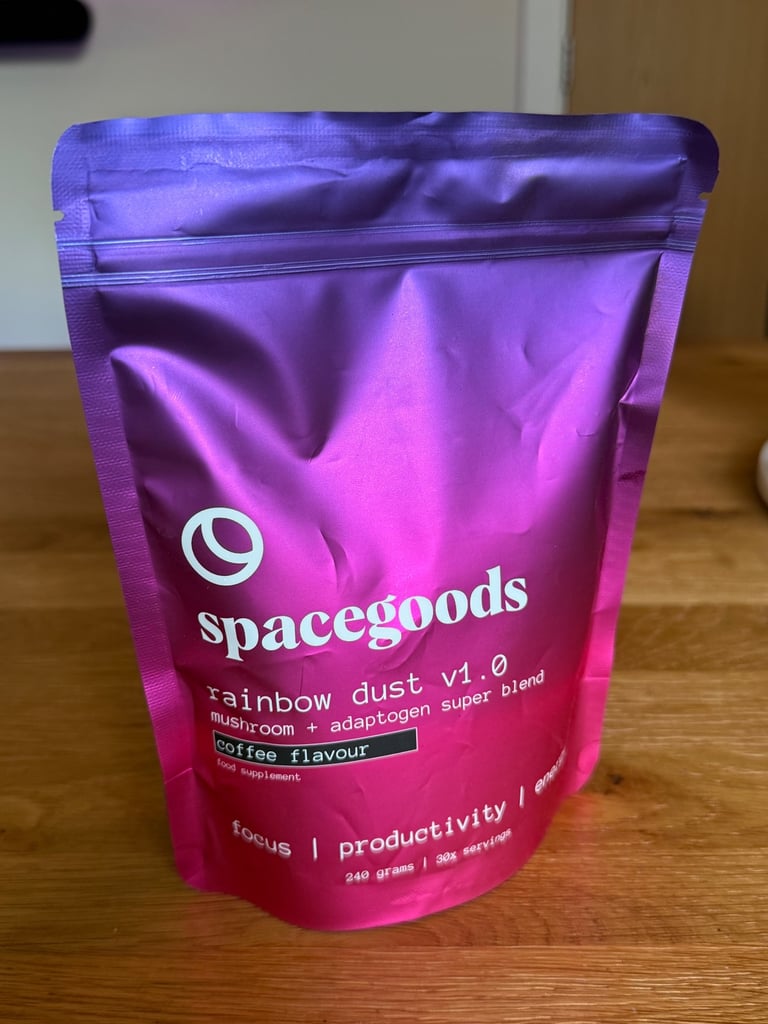 spacegoods
rainbow dust v1.0
mushroom + adaptogen super blend
coffee flavour
food supplement
focus | productivity |
240 grams | 30x servings